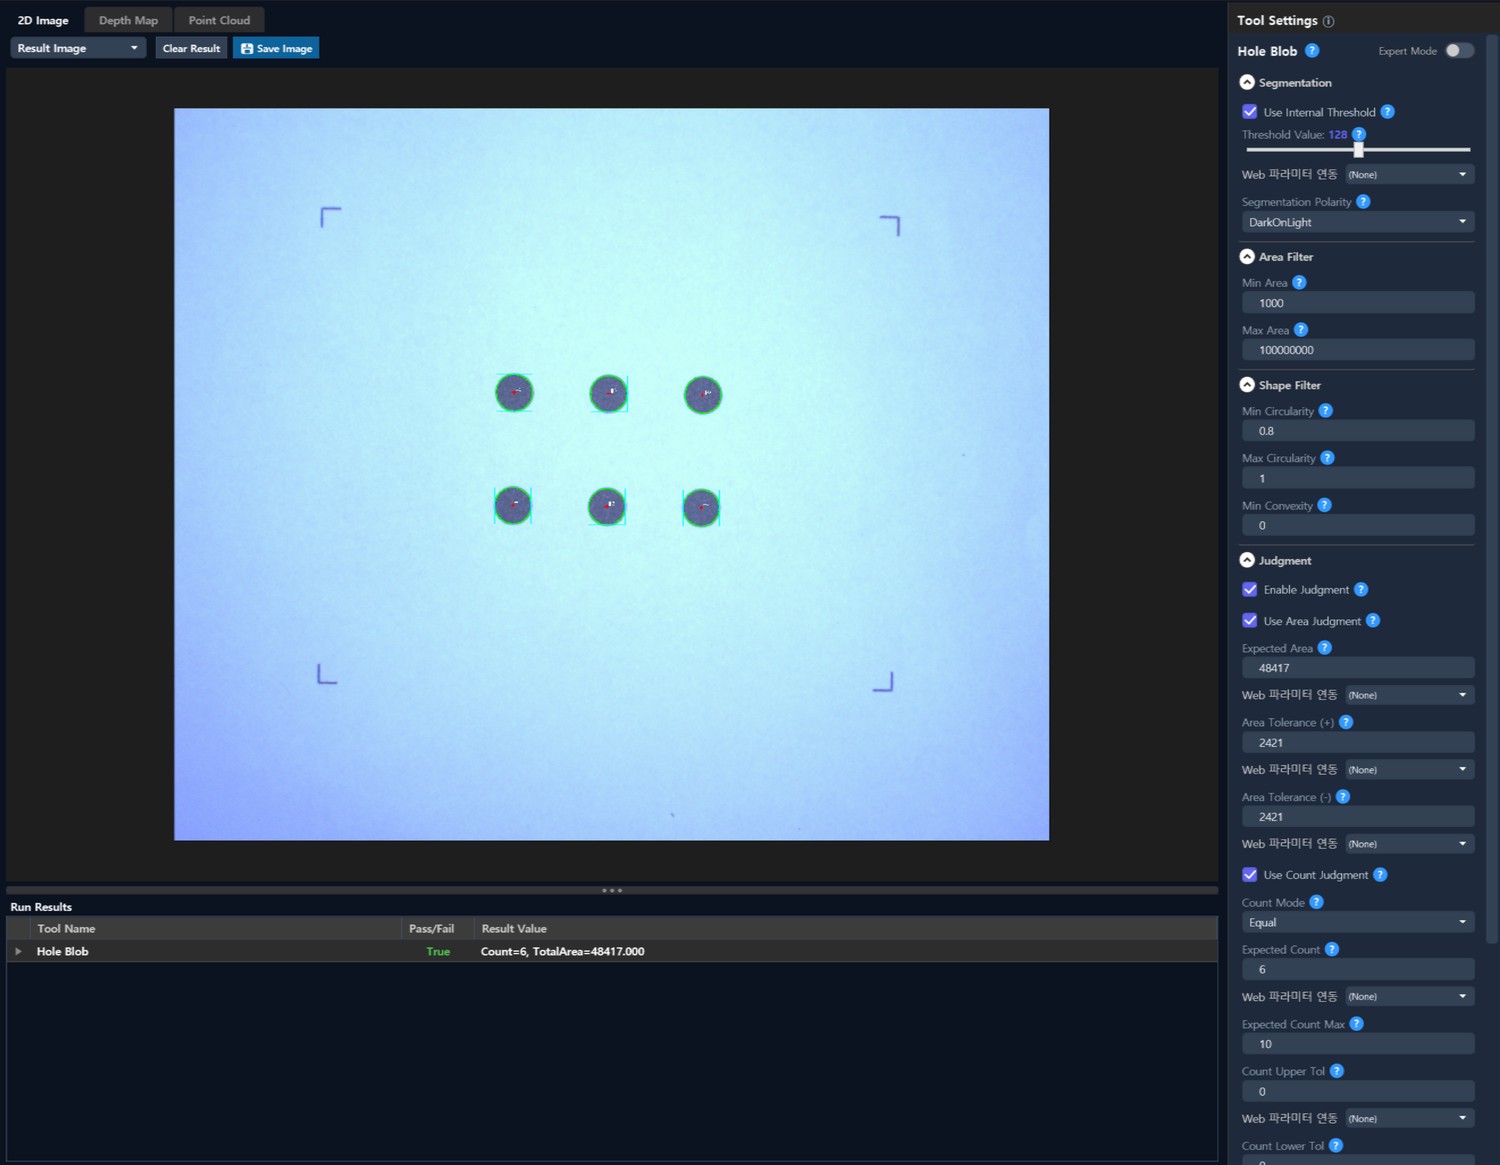 2D Image
Depth Map
Point Cloud
Result Image
Clear Result
Save Image
Run Results
Tool Name Pass/Fail Result Value
Hole Blob True Count=6, TotalArea=48417.000
Tool Settings
Hole Blob ? Expert Mode
Segmentation
Use Internal Threshold ?
Threshold Value: 128 ?
Web 파라미터 연동 (None)
Segmentation Polarity ?
DarkOnLight
Area Filter
Min Area ?
1000
Max Area ?
100000000
Shape Filter
Min Circularity ?
0.8
Max Circularity ?
1
Min Convexity ?
0
Judgment
Enable Judgment ?
Use Area Judgment ?
Expected Area ?
48417
Web 파라미터 연동 (None)
Area Tolerance (+) ?
2421
Web 파라미터 연동 (None)
Area Tolerance (-) ?
2421
Web 파라미터 연동 (None)
Use Count Judgment ?
Count Mode ?
Equal
Expected Count ?
6
Web 파라미터 연동 (None)
Expected Count Max ?
10
Count Upper Tol ?
0
Web 파라미터 연동 (None)
Count Lower Tol ?